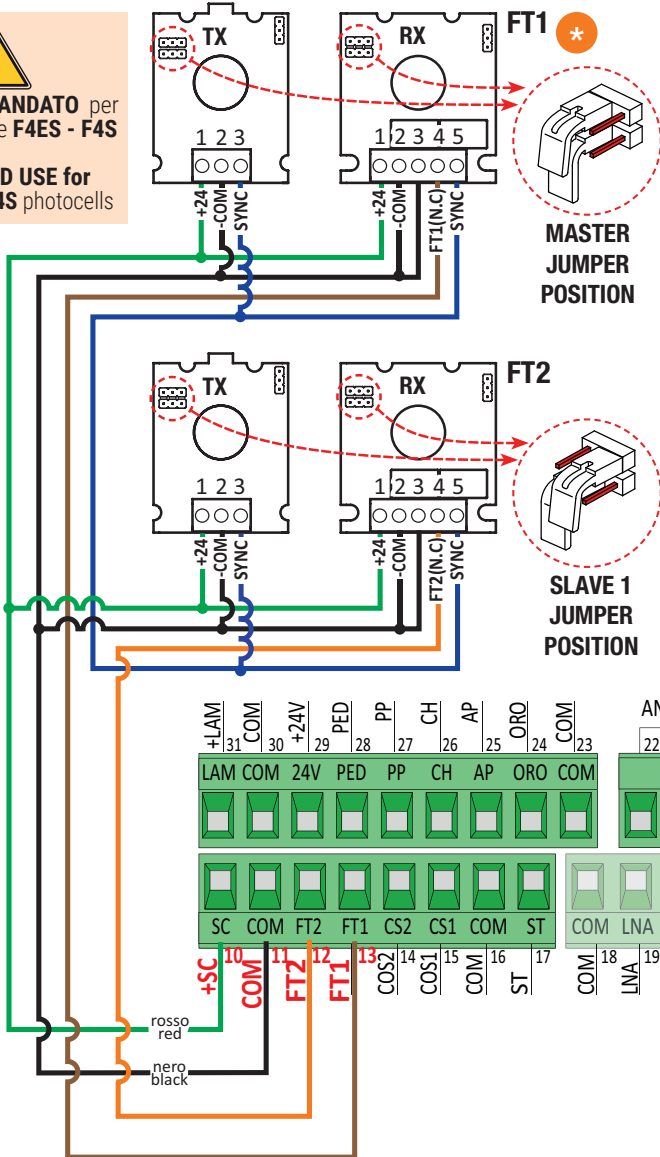 ANDATO per
e F4ES - F4S
D USE for
4S photocells
TX
RX
FT1
*
1 2 3
1 2 3 4 5
+24
-COM
SYNC
+24
-COM
FT1(N.C)
SYNC
MASTER
JUMPER
POSITION
TX
RX
FT2
1 2 3
1 2 3 4 5
+24
-COM
SYNC
+24
-COM
FT2(N.C)
SYNC
SLAVE 1
JUMPER
POSITION
+LAM COM +24V PED PP CH AP ORO COM AN
31 30 29 28 27 26 25 24 23 22
LAM COM 24V PED PP CH AP ORO COM
SC COM FT2 FT1 CS2 CS1 COM ST COM LNA
10 11 12 13 14 15 16 17 18 19
+SC COM FT2 FT1 COS2 COS1 COM ST COM LNA
rosso
red
nero
black